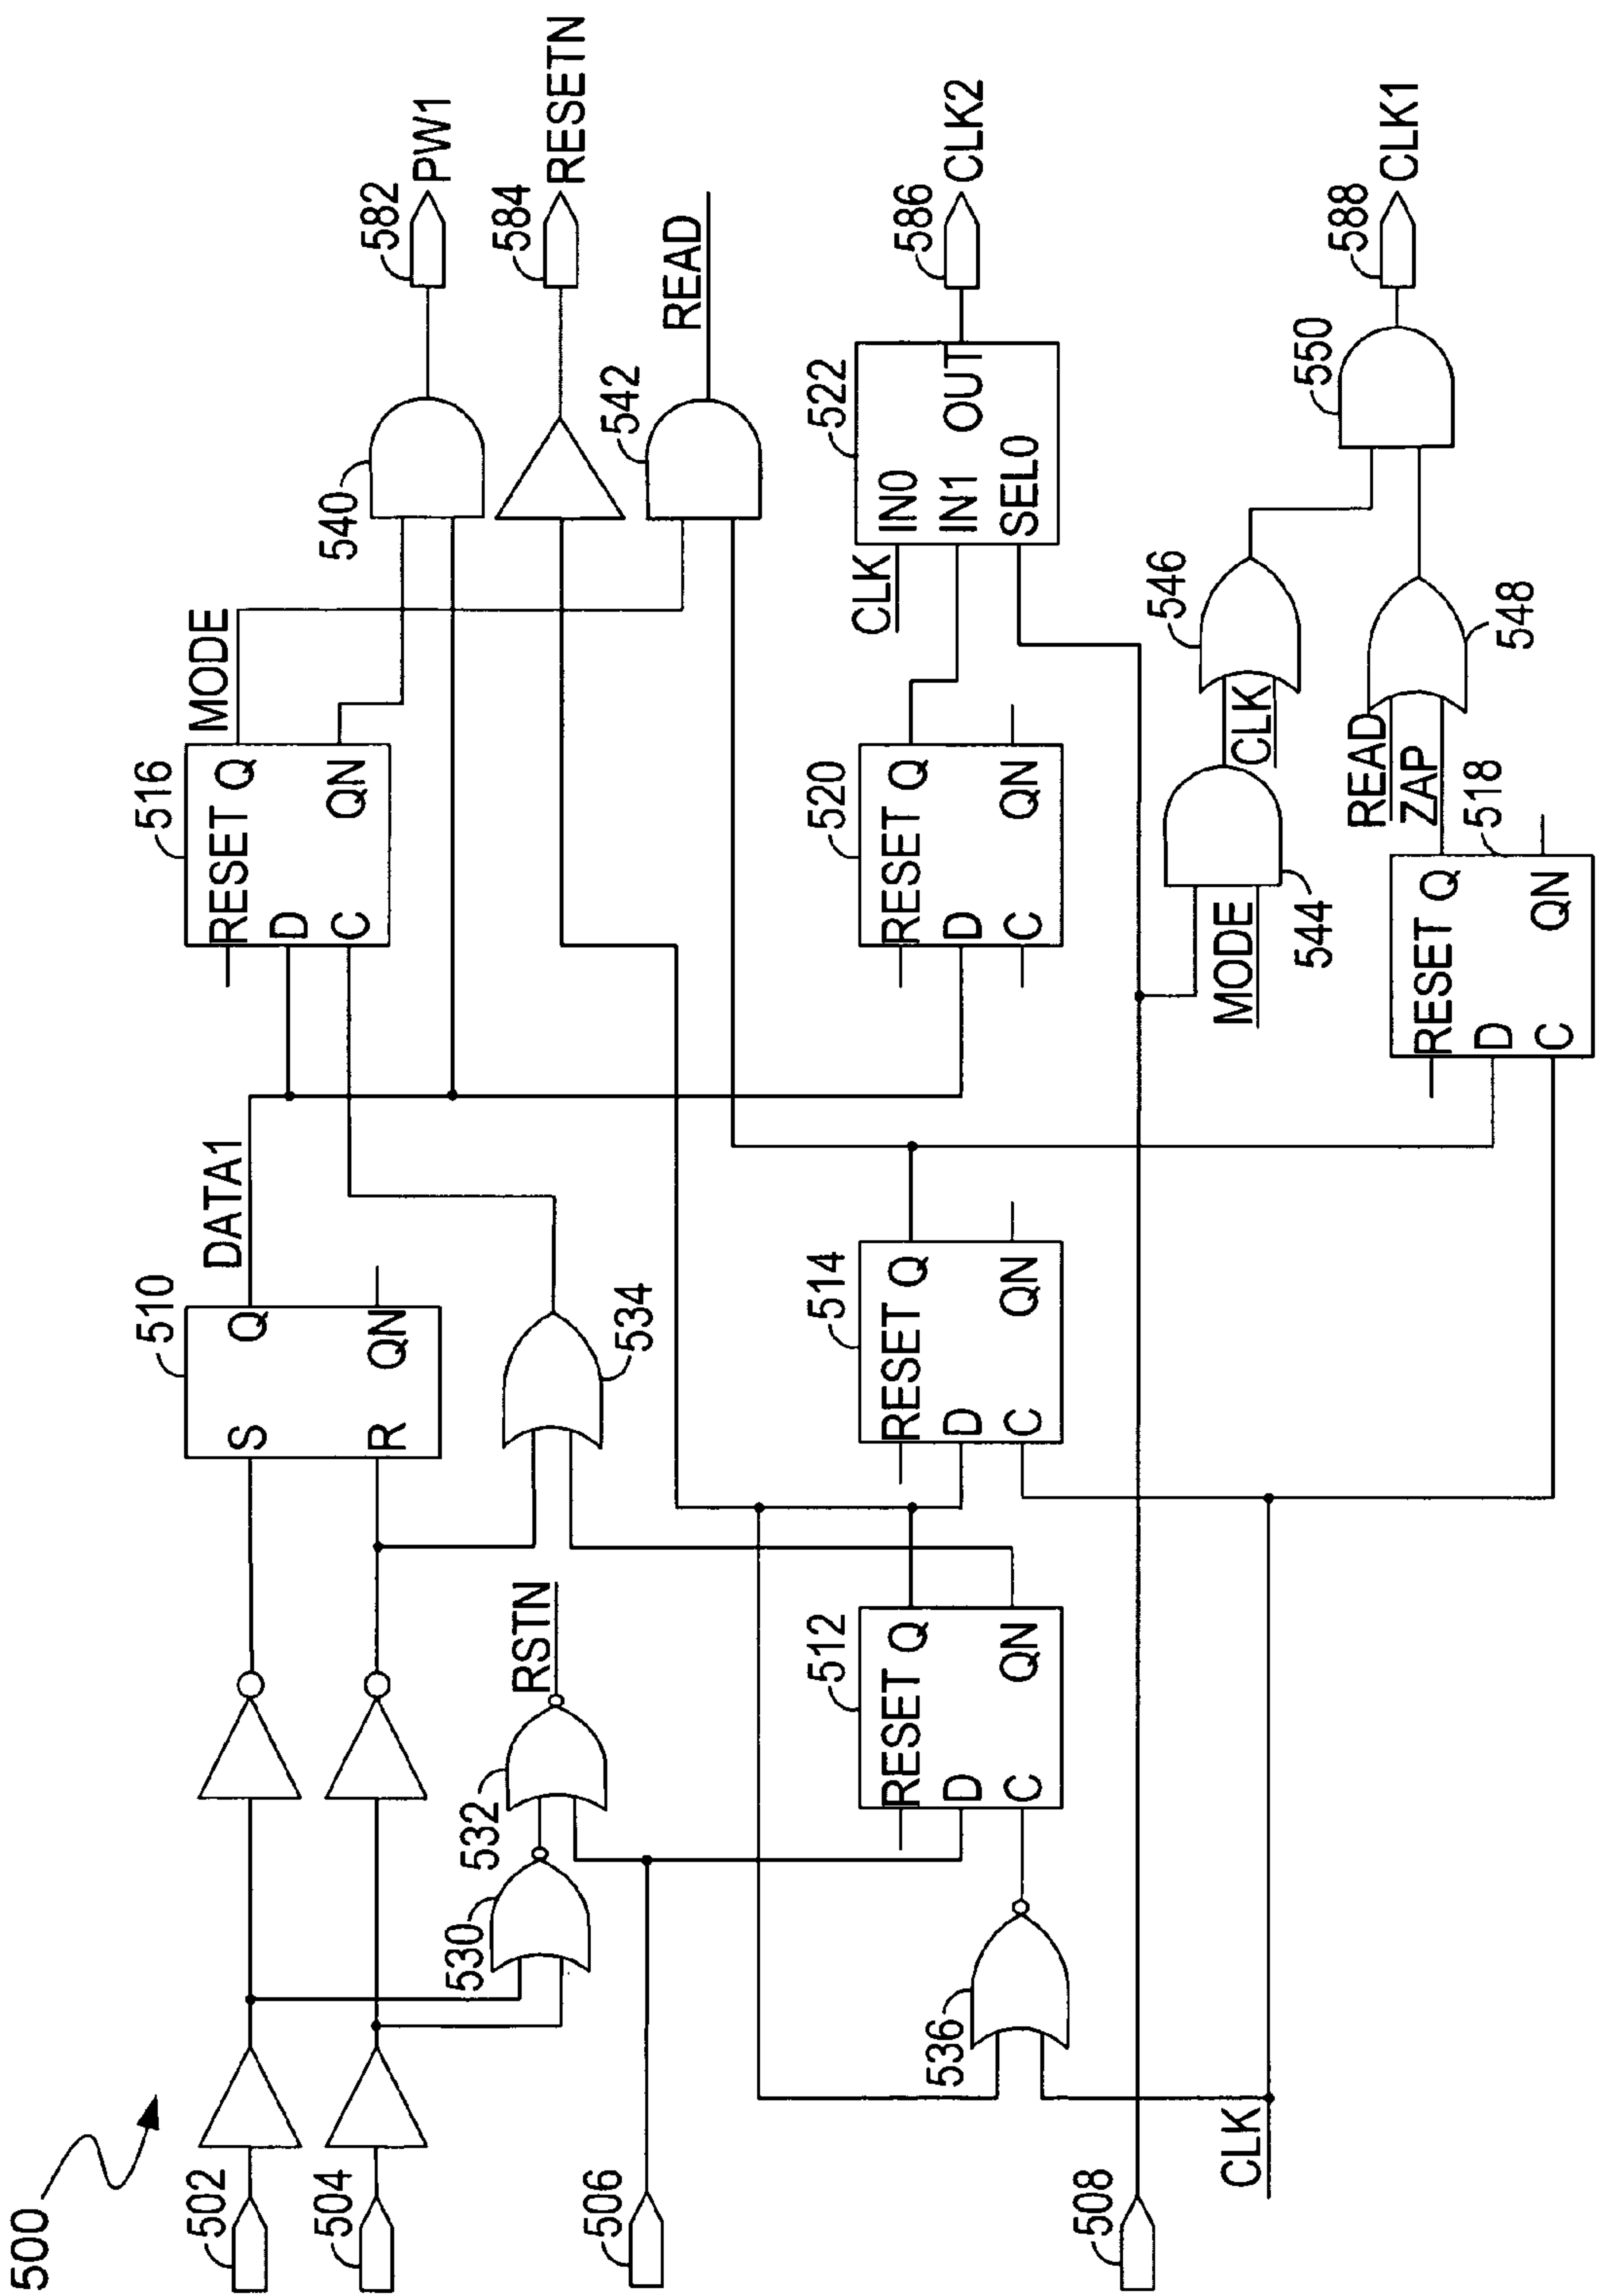 500
502
504
506
508
CLK
530
532
RSTN
536
510
S
Q
R
QN
DATA1
534
512
RESET Q
D
C
QN
514
RESET Q
D
C
QN
516
RESET Q
D
C
QN
MODE
520
RESET Q
D
C
QN
518
RESET Q
D
C
QN
MODE
544
CLK
546
READ
ZAP
548
550
540
542
READ
CLK
522
IN0
IN1 OUT
SEL0
582
PW1
584
RESETN
586
CLK2
588
CLK1